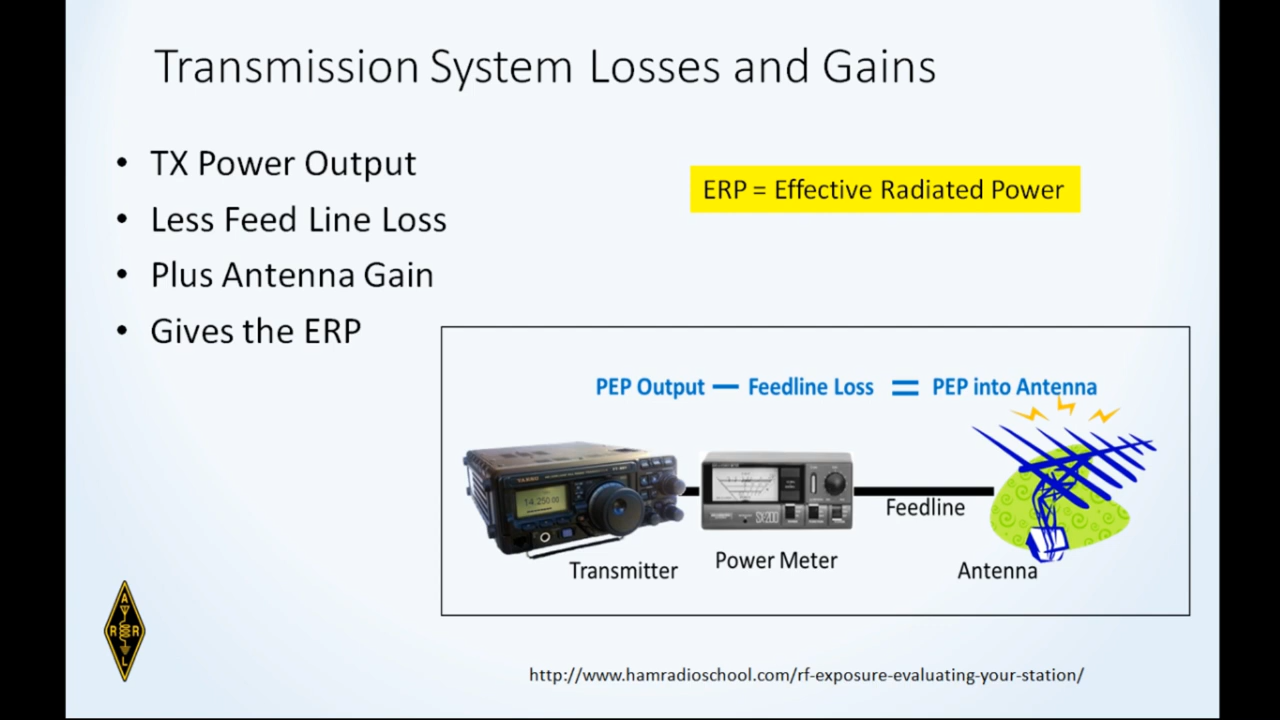 Transmission System Losses and Gains
• TX Power Output
• Less Feed Line Loss
• Plus Antenna Gain
• Gives the ERP
ERP = Effective Radiated Power
PEP Output — Feedline Loss = PEP into Antenna
YAESU
14.250.00
SX200
Feedline
Transmitter
Power Meter
Antenna
A
R R
L
http://www.hamradioschool.com/rf-exposure-evaluating-your-station/